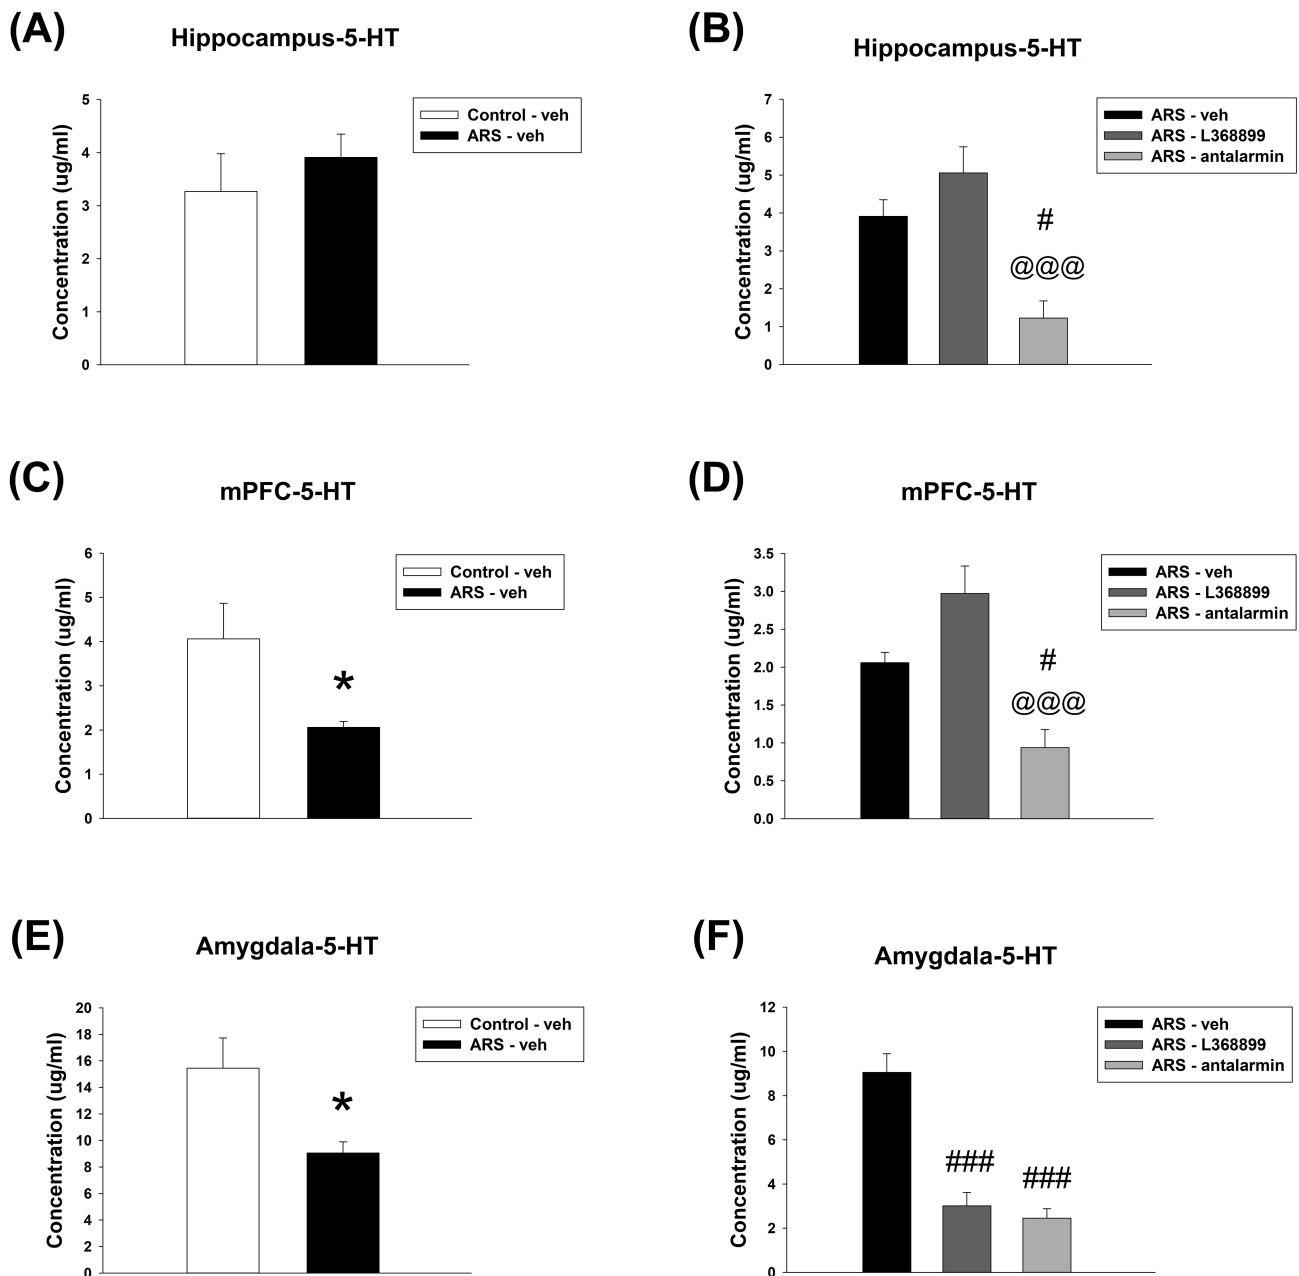 (A)
Hippocampus-5-HT
Concentration (ug/ml)
5
4
3
2
1
0
Control - veh
ARS - veh
(B)
Hippocampus-5-HT
Concentration (ug/ml)
7
6
5
4
3
2
1
0
ARS - veh
ARS - L368899
ARS - antalarmin
#
@@@
(C)
mPFC-5-HT
Concentration (ug/ml)
6
5
4
3
2
1
0
Control - veh
ARS - veh
*
(D)
mPFC-5-HT
Concentration (ug/ml)
3.5
3.0
2.5
2.0
1.5
1.0
0.5
0.0
ARS - veh
ARS - L368899
ARS - antalarmin
#
@@@
(E)
Amygdala-5-HT
Concentration (ug/ml)
20
18
16
14
12
10
8
6
4
2
0
Control - veh
ARS - veh
*
(F)
Amygdala-5-HT
Concentration (ug/ml)
12
10
8
6
4
2
0
ARS - veh
ARS - L368899
ARS - antalarmin
###
###